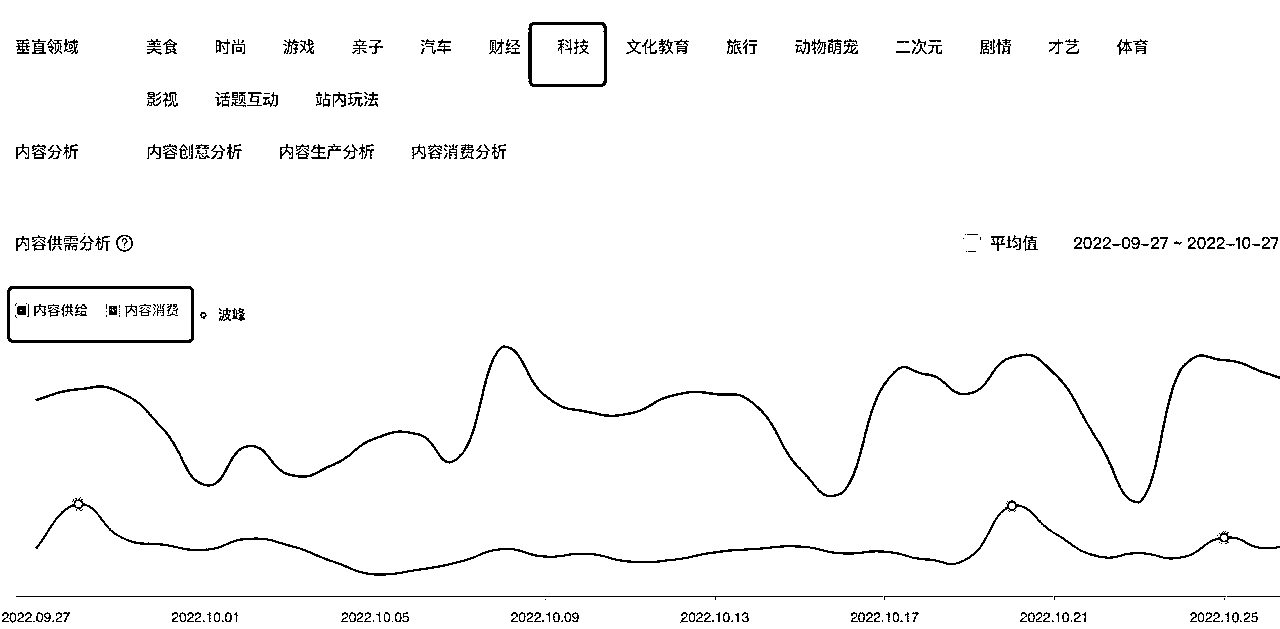 垂直领域 美食 时尚 游戏 亲子 汽车 财经 科技 文化教育 旅行 动物萌宠 二次元 剧情 才艺 体育
影视 话题互动 站内玩法
内容分析 内容创意分析 内容生产分析 内容消费分析
内容供需分析 ? 平均值 2022-09-27 ~ 2022-10-27
内容供给 内容消费 波峰
2022.09.27 2022.10.01 2022.10.05 2022.10.09 2022.10.13 2022.10.17 2022.10.21 2022.10.25